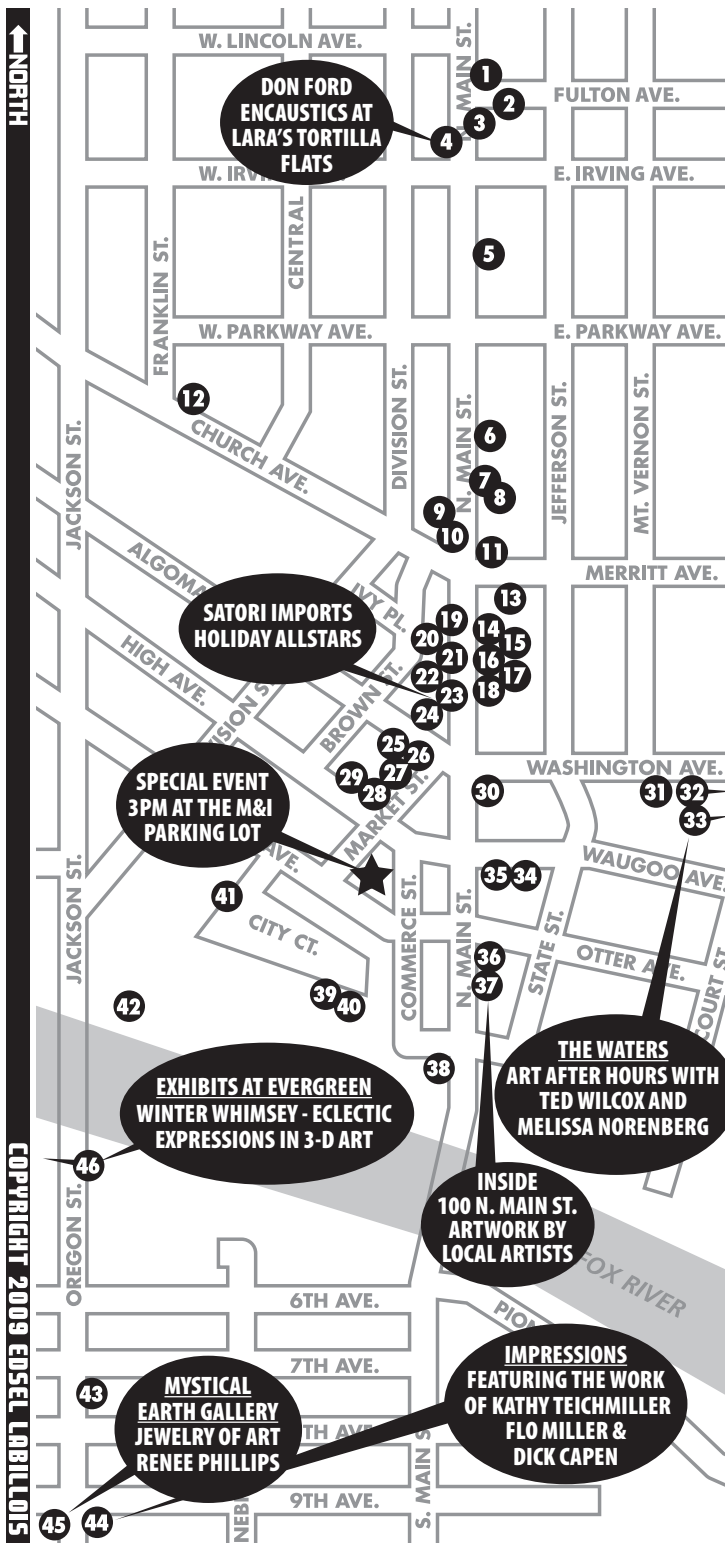 NORTH
W. LINCOLN AVE.
N. MAIN ST.
1
2
FULTON AVE.
3
4
DON FORD
ENCAUSTICS AT
LARA'S TORTILLA
FLATS
E. IRVING AVE.
CENTRAL
FRANKLIN ST.
5
W. PARKWAY AVE.
E. PARKWAY AVE.
12
CHURCH AVE.
JACKSON ST.
DIVISION ST.
N. MAIN ST.
JEFFERSON ST.
MT. VERNON ST.
6
7
8
9
10
11
MERRITT AVE.
ALGOMA
IVY PL.
13
SATORI IMPORTS
HOLIDAY ALLSTARS
19
14
20
15
21
16
22
17
23
18
24
HIGH AVE.
BROWN ST.
25
26
27
29
28
MARKET ST.
WASHINGTON AVE.
30
31
32
33
SPECIAL EVENT
3PM AT THE M&I
PARKING LOT
AVE.
WAUGOO AVE.
35
34
41
CITY CT.
JACKSON ST.
COMMERCE ST.
N. MAIN ST.
STATE ST.
OTTER AVE.
COURT ST.
36
37
39
40
42
38
THE WATERS
ART AFTER HOURS WITH
TED WILCOX AND
MELISSA NORENBERG
EXHIBITS AT EVERGREEN
WINTER WHIMSEY - ECLECTIC
EXPRESSIONS IN 3-D ART
46
INSIDE
100 N. MAIN ST.
ARTWORK BY
LOCAL ARTISTS
OREGON ST.
FOX RIVER
6TH AVE.
7TH AVE.
43
MYSTICAL
EARTH GALLERY
JEWELRY OF ART
RENEE PHILLIPS
IMPRESSIONS
FEATURING THE WORK
OF KATHY TEICHMILLER
FLO MILLER &
DICK CAPEN
9TH AVE.
S. MAIN ST.
45
44
COPYRIGHT 2009 EDSEL LABILLOIS